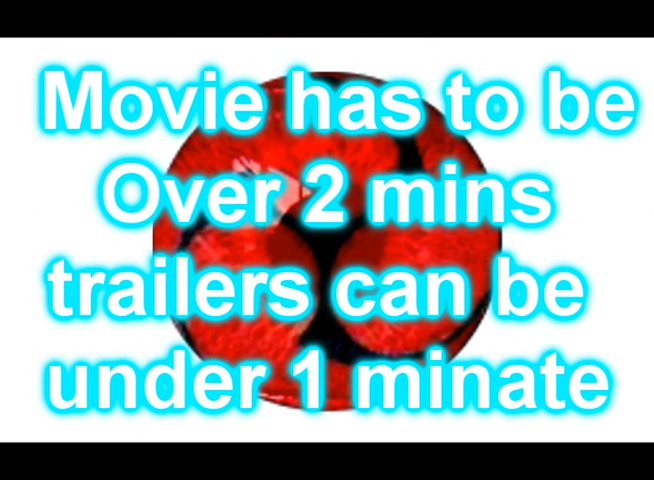 Movie has to be
Over 2 mins
trailers can be
under 1 minate